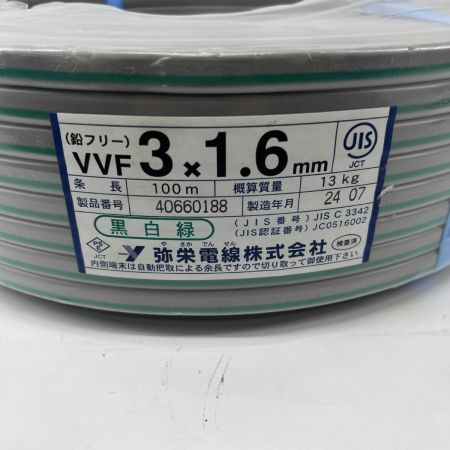 (鉛フリー)
VVF 3×1.6mm
JIS
JCT
条長 100m 概算質量 13kg
製品番号 40660188 製造年月 24 07
黒白緑
(JIS番号) JIS C 3342
(JIS認証番号) JC0516002
PS E
JCT
やさかでんせん
弥栄電線株式会社
検査済
内側端末は自動把取による余長ですので切り取って御使用下さい